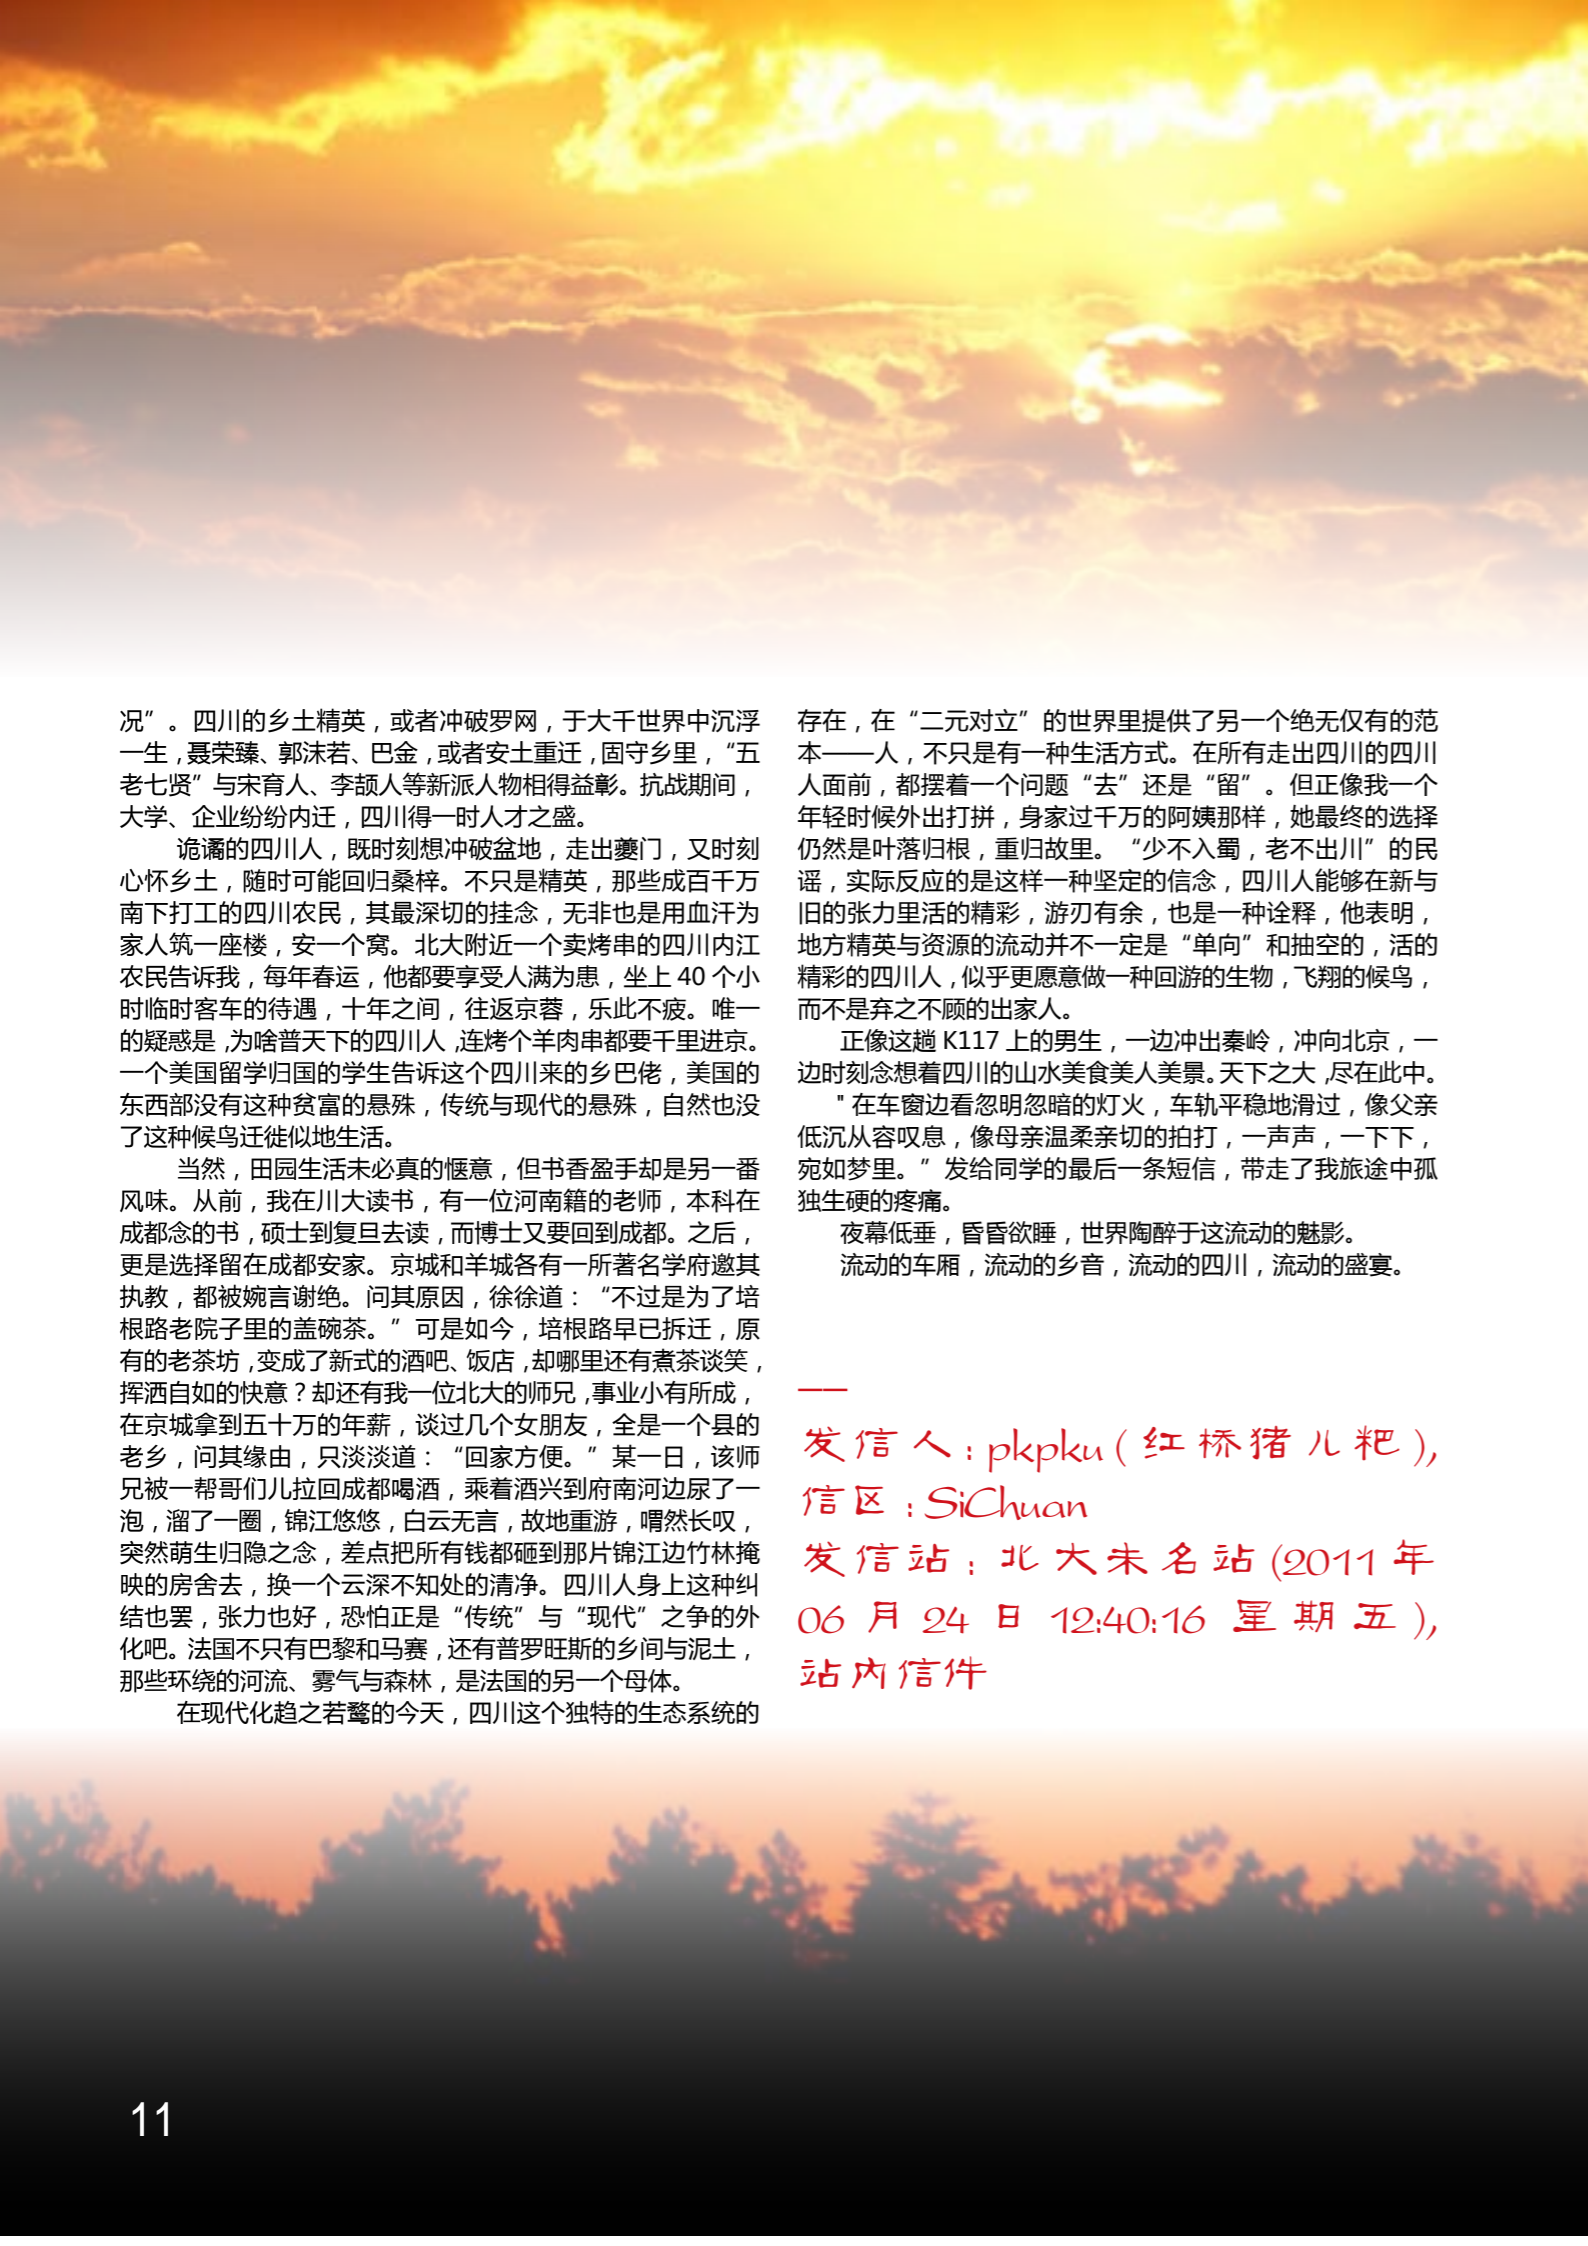 况”。四川的乡土精英，或者冲破罗网，于大千世界中沉浮
一生，聂荣臻、郭沫若、巴金，或者安土重迁，固守乡里，“五
老七贤”与宋育人、李颉人等新派人物相得益彰。抗战期间，
大学、企业纷纷内迁，四川得一时人才之盛。
诡谲的四川人，既时刻想冲破盆地，走出夔门，又时刻
心怀乡土，随时可能回归桑梓。不只是精英，那些成百千万
南下打工的四川农民，其最深切的挂念，无非也是用血汗为
家人筑一座楼，安一个窝。北大附近一个卖烤串的四川内江
农民告诉我，每年春运，他都要享受人满为患，坐上 40 个小
时临时客车的待遇，十年之间，往返京蓉，乐此不疲。唯一
的疑惑是，为啥普天下的四川人，连烤个羊肉串都要千里进京。
一个美国留学归国的学生告诉这个四川来的乡巴佬，美国的
东西部没有这种贫富的悬殊，传统与现代的悬殊，自然也没
了这种候鸟迁徙似地生活。
当然，田园生活未必真的惬意，但书香盈手却是另一番
风味。从前，我在川大读书，有一位河南籍的老师，本科在
成都念的书，硕士到复旦去读，而博士又要回到成都。之后，
更是选择留在成都安家。京城和羊城各有一所著名学府邀其
执教，都被婉言谢绝。问其原因，徐徐道：“不过是为了培
根路老院子里的盖碗茶。”可是如今，培根路早已拆迁，原
有的老茶坊，变成了新式的酒吧、饭店，却哪里还有煮茶谈笑，
挥洒自如的快意？却还有我一位北大的师兄，事业小有所成，
在京城拿到五十万的年薪，谈过几个女朋友，全是一个县的
老乡，问其缘由，只淡淡道：“回家方便。”某一日，该师
兄被一帮哥们儿拉回成都喝酒，乘着酒兴到府南河边尿了一
泡，溜了一圈，锦江悠悠，白云无言，故地重游，喟然长叹，
突然萌生归隐之念，差点把所有钱都砸到那片锦江边竹林掩
映的房舍去，换一个云深不知处的清净。四川人身上这种纠
结也罢，张力也好，恐怕正是“传统”与“现代”之争的外
化吧。法国不只有巴黎和马赛，还有普罗旺斯的乡间与泥土，
那些环绕的河流、雾气与森林，是法国的另一个母体。
在现代化趋之若鹜的今天，四川这个独特的生态系统的
存在，在“二元对立”的世界里提供了另一个绝无仅有的范
本——人，不只是有一种生活方式。在所有走出四川的四川
人面前，都摆着一个问题“去”还是“留”。但正像我一个
年轻时候外出打拼，身家过千万的阿姨那样，她最终的选择
仍然是叶落归根，重归故里。“少不入蜀，老不出川”的民
谣，实际反应的是这样一种坚定的信念，四川人能够在新与
旧的张力里活的精彩，游刃有余，也是一种诠释，他表明，
地方精英与资源的流动并不一定是“单向”和抽空的，活的
精彩的四川人，似乎更愿意做一种回游的生物，飞翔的候鸟，
而不是弃之不顾的出家人。
正像这趟 K117 上的男生，一边冲出秦岭，冲向北京，一
边时刻念想着四川的山水美食美人美景。天下之大，尽在此中。
"在车窗边看忽明忽暗的灯火，车轨平稳地滑过，像父亲
低沉从容叹息，像母亲温柔亲切的拍打，一声声，一下下，
宛如梦里。”发给同学的最后一条短信，带走了我旅途中孤
独生硬的疼痛。
夜幕低垂，昏昏欲睡，世界陶醉于这流动的魅影。
流动的车厢，流动的乡音，流动的四川，流动的盛宴。
——
发信人：pkpku（红桥猪儿粑），
信区：SiChuan
发信站：北大未名站(2011 年
06 月 24 日 12:40:16 星期五)，
站内信件
11